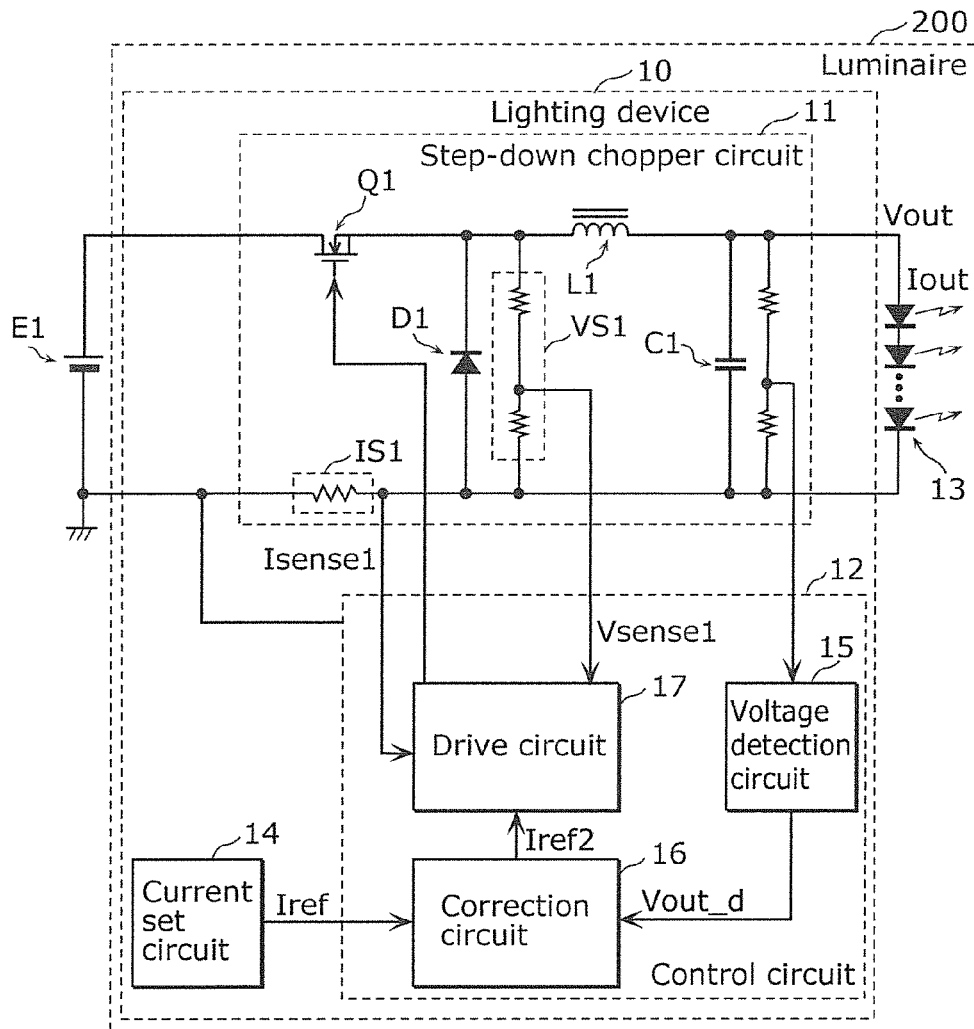 200
Luminaire
10
Lighting device
11
Step-down chopper circuit
Q1
Vout
L1
Iout
D1
VS1
E1
C1
IS1
13
Isense1
12
Vsense1
15
17
Voltage
detection
circuit
Drive circuit
14
Iref2
16
Current
set
circuit
Iref
Correction
circuit
Vout_d
Control circuit